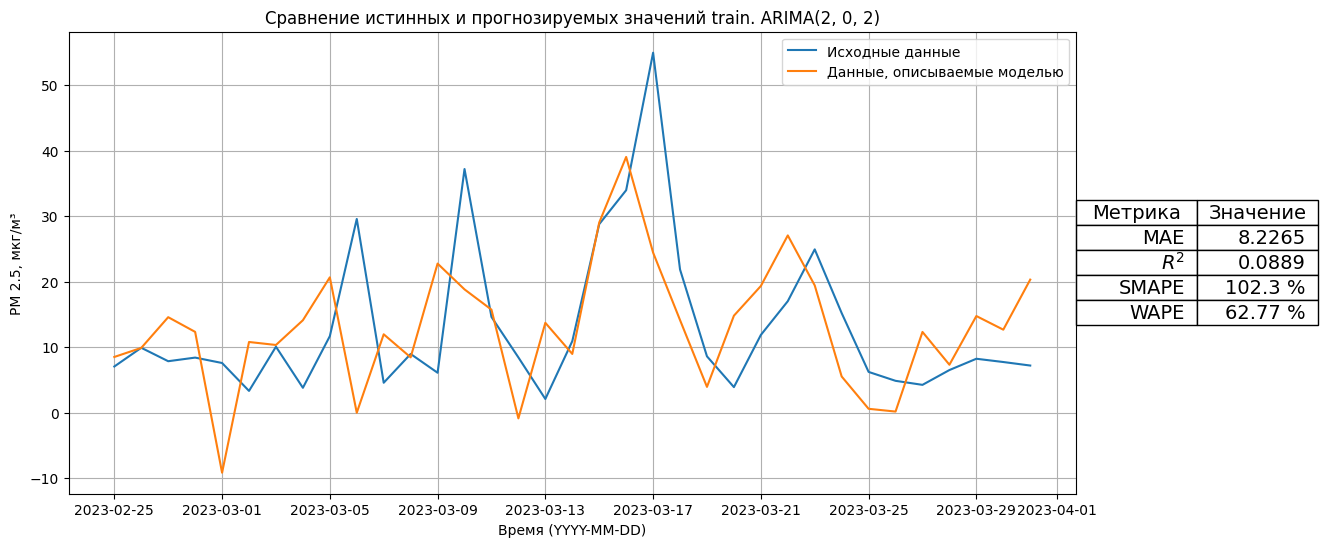 Сравнение истинных и прогнозируемых значений train. ARIMA(2, 0, 2)
Исходные данные
Данные, описываемые моделью
PM 2.5, мкг/м³
50
40
30
20
10
0
−10
2023-02-25 2023-03-01 2023-03-05 2023-03-09 2023-03-13 2023-03-17 2023-03-21 2023-03-25 2023-03-29 2023-04-01
Время (YYYY-MM-DD)
Метрика Значение
MAE 8.2265
R² 0.0889
SMAPE 102.3 %
WAPE 62.77 %